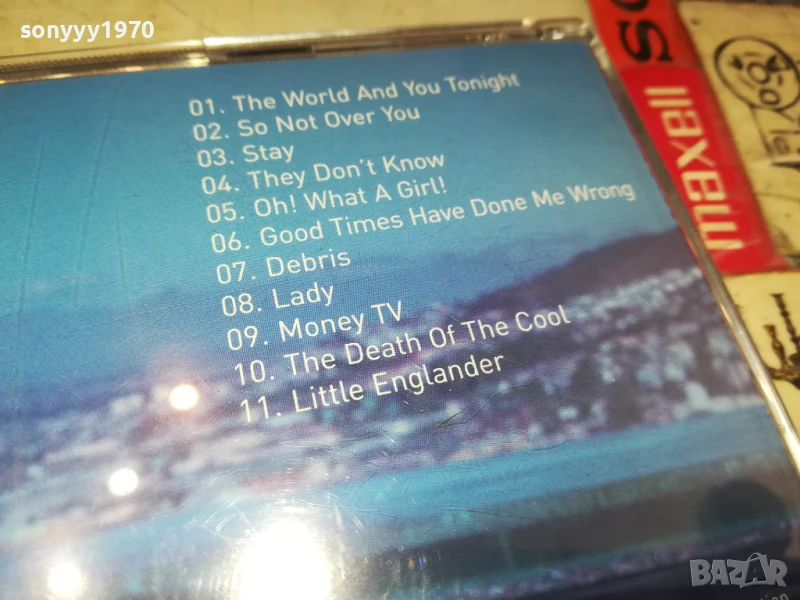 sonyyy1970
01. The World And You Tonight
02. So Not Over You
03. Stay
04. They Don't Know
05. Oh! What A Girl!
06. Good Times Have Done Me Wrong
07. Debris
08. Lady
09. Money TV
10. The Death Of The Cool
11. Little Englander
maxell
BAZAR